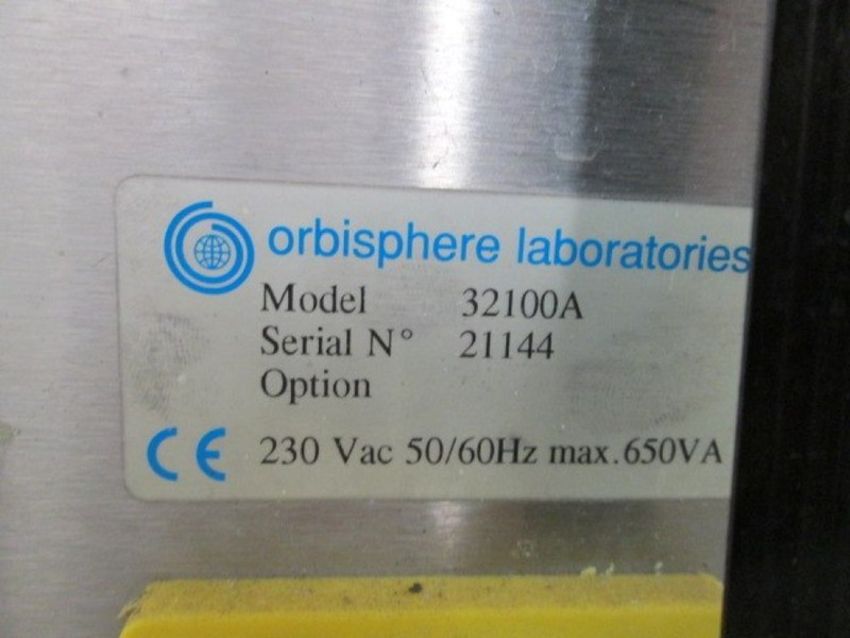 orbisphere laboratories
Model 32100A
Serial N° 21144
Option
CE 230 Vac 50/60Hz max.650VA